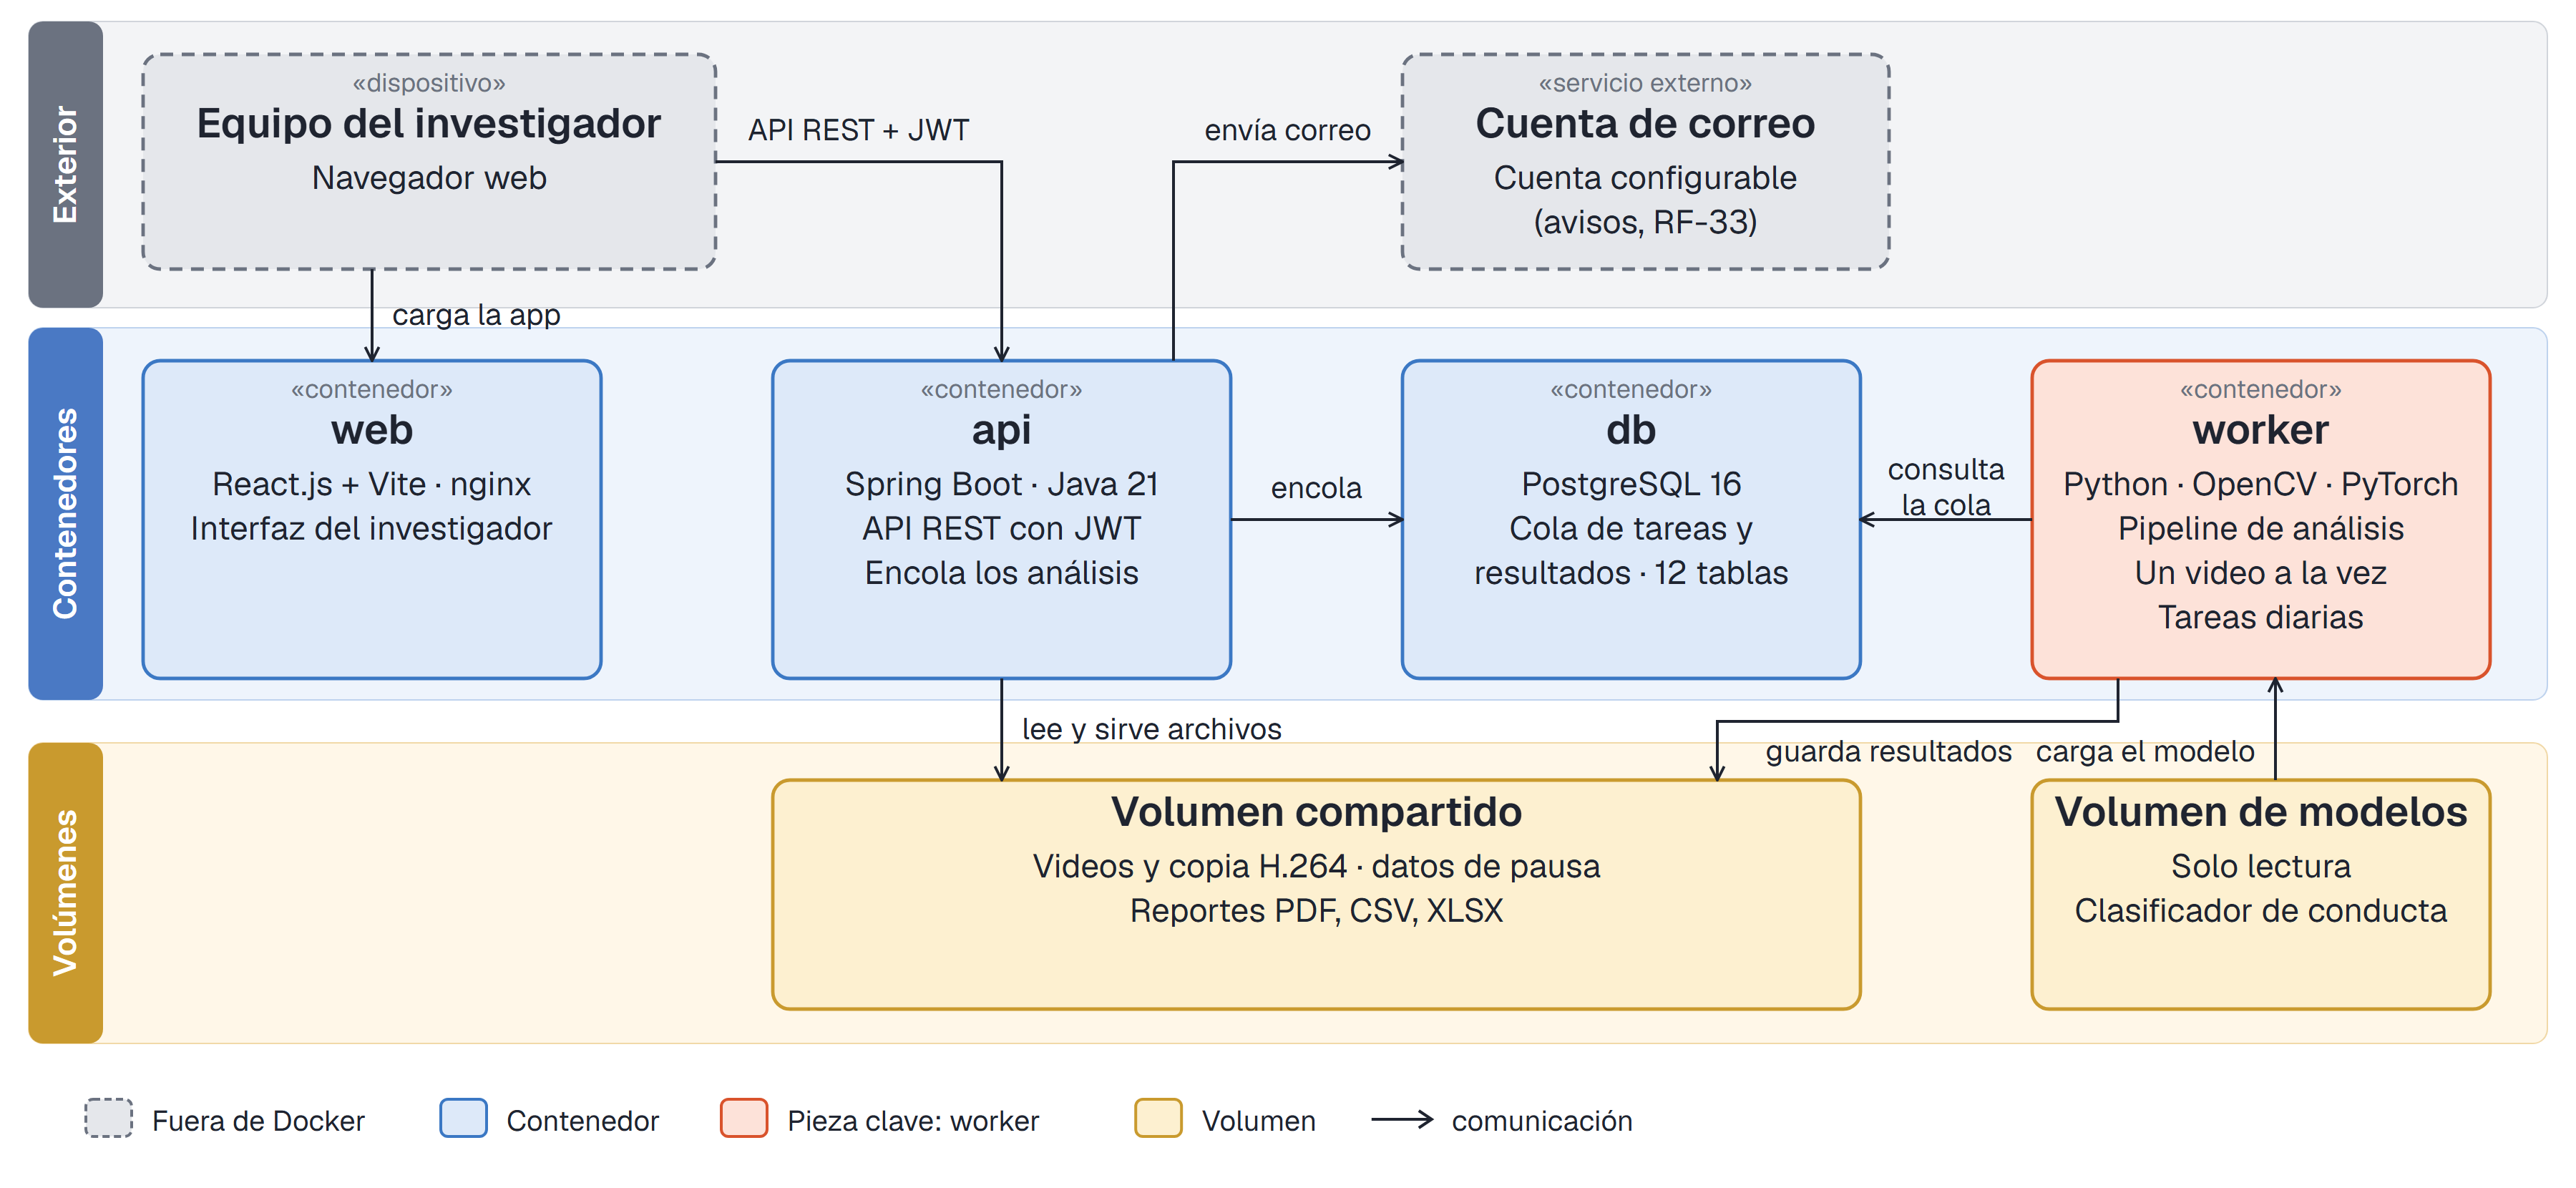 Exterior
«dispositivo»
Equipo del investigador
Navegador web
API REST + JWT
envía correo
«servicio externo»
Cuenta de correo
Cuenta configurable
(avisos, RF-33)
carga la app
Contenedores
«contenedor»
web
React.js + Vite · nginx
Interfaz del investigador
«contenedor»
api
Spring Boot · Java 21
API REST con JWT
Encola los análisis
encola
«contenedor»
db
PostgreSQL 16
Cola de tareas y
resultados · 12 tablas
consulta
la cola
«contenedor»
worker
Python · OpenCV · PyTorch
Pipeline de análisis
Un video a la vez
Tareas diarias
lee y sirve archivos
guarda resultados
carga el modelo
Volúmenes
Volumen compartido
Videos y copia H.264 · datos de pausa
Reportes PDF, CSV, XLSX
Volumen de modelos
Solo lectura
Clasificador de conducta
Fuera de Docker
Contenedor
Pieza clave: worker
Volumen
comunicación